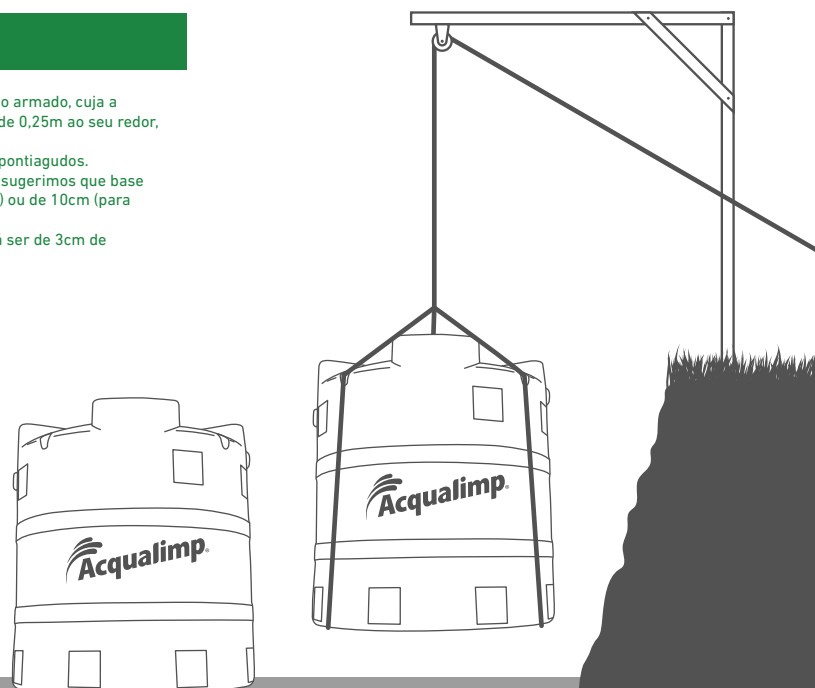 o armado, cuja a
de 0,25m ao seu redor,
pontiagudos.
sugerimos que base
) ou de 10cm (para
ser de 3cm de
Acqualimp
Acqualimp